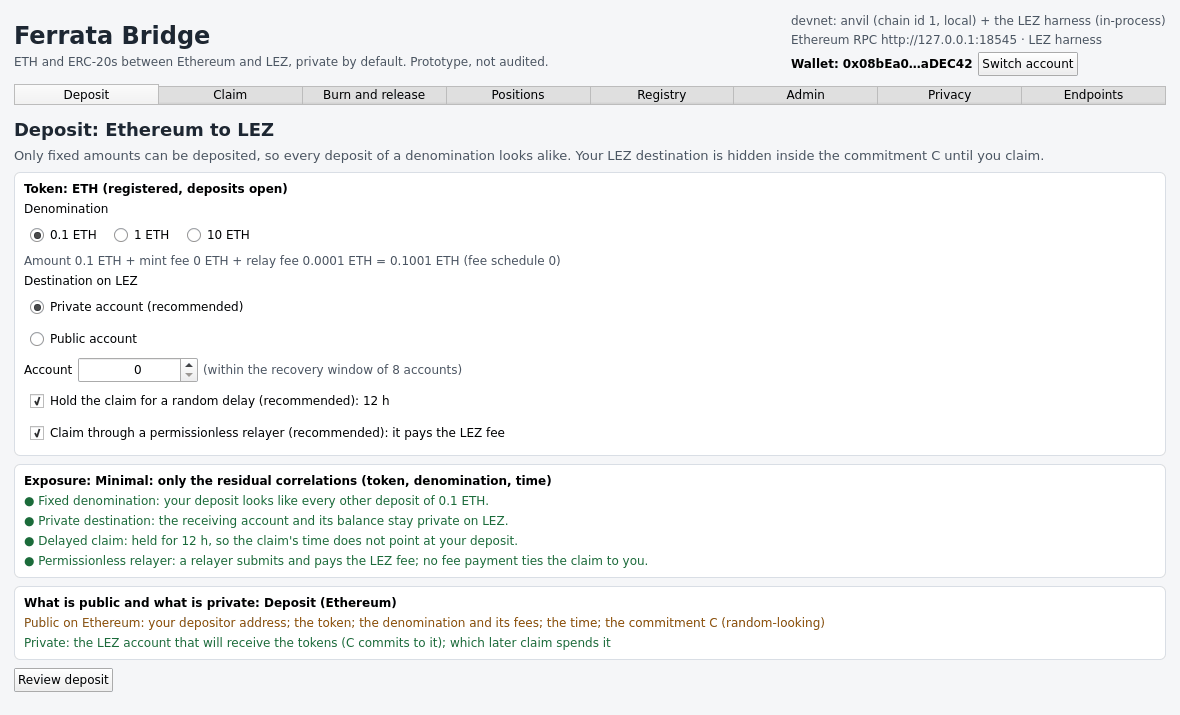 Ferrata Bridge
ETH and ERC-20s between Ethereum and LEZ, private by default. Prototype, not audited.
devnet: anvil (chain id 1, local) + the LEZ harness (in-process)
Ethereum RPC http://127.0.0.1:18545 · LEZ harness
Wallet: 0x08bEa0…aDEC42 Switch account
Deposit Claim Burn and release Positions Registry Admin Privacy Endpoints
Deposit: Ethereum to LEZ
Only fixed amounts can be deposited, so every deposit of a denomination looks alike. Your LEZ destination is hidden inside the commitment C until you claim.
Token: ETH (registered, deposits open)
Denomination
0.1 ETH 1 ETH 10 ETH
Amount 0.1 ETH + mint fee 0 ETH + relay fee 0.0001 ETH = 0.1001 ETH (fee schedule 0)
Destination on LEZ
Private account (recommended)
Public account
Account 0 (within the recovery window of 8 accounts)
Hold the claim for a random delay (recommended): 12 h
Claim through a permissionless relayer (recommended): it pays the LEZ fee
Exposure: Minimal: only the residual correlations (token, denomination, time)
● Fixed denomination: your deposit looks like every other deposit of 0.1 ETH.
● Private destination: the receiving account and its balance stay private on LEZ.
● Delayed claim: held for 12 h, so the claim's time does not point at your deposit.
● Permissionless relayer: a relayer submits and pays the LEZ fee; no fee payment ties the claim to you.
What is public and what is private: Deposit (Ethereum)
Public on Ethereum: your depositor address; the token; the denomination and its fees; the time; the commitment C (random-looking)
Private: the LEZ account that will receive the tokens (C commits to it); which later claim spends it
Review deposit